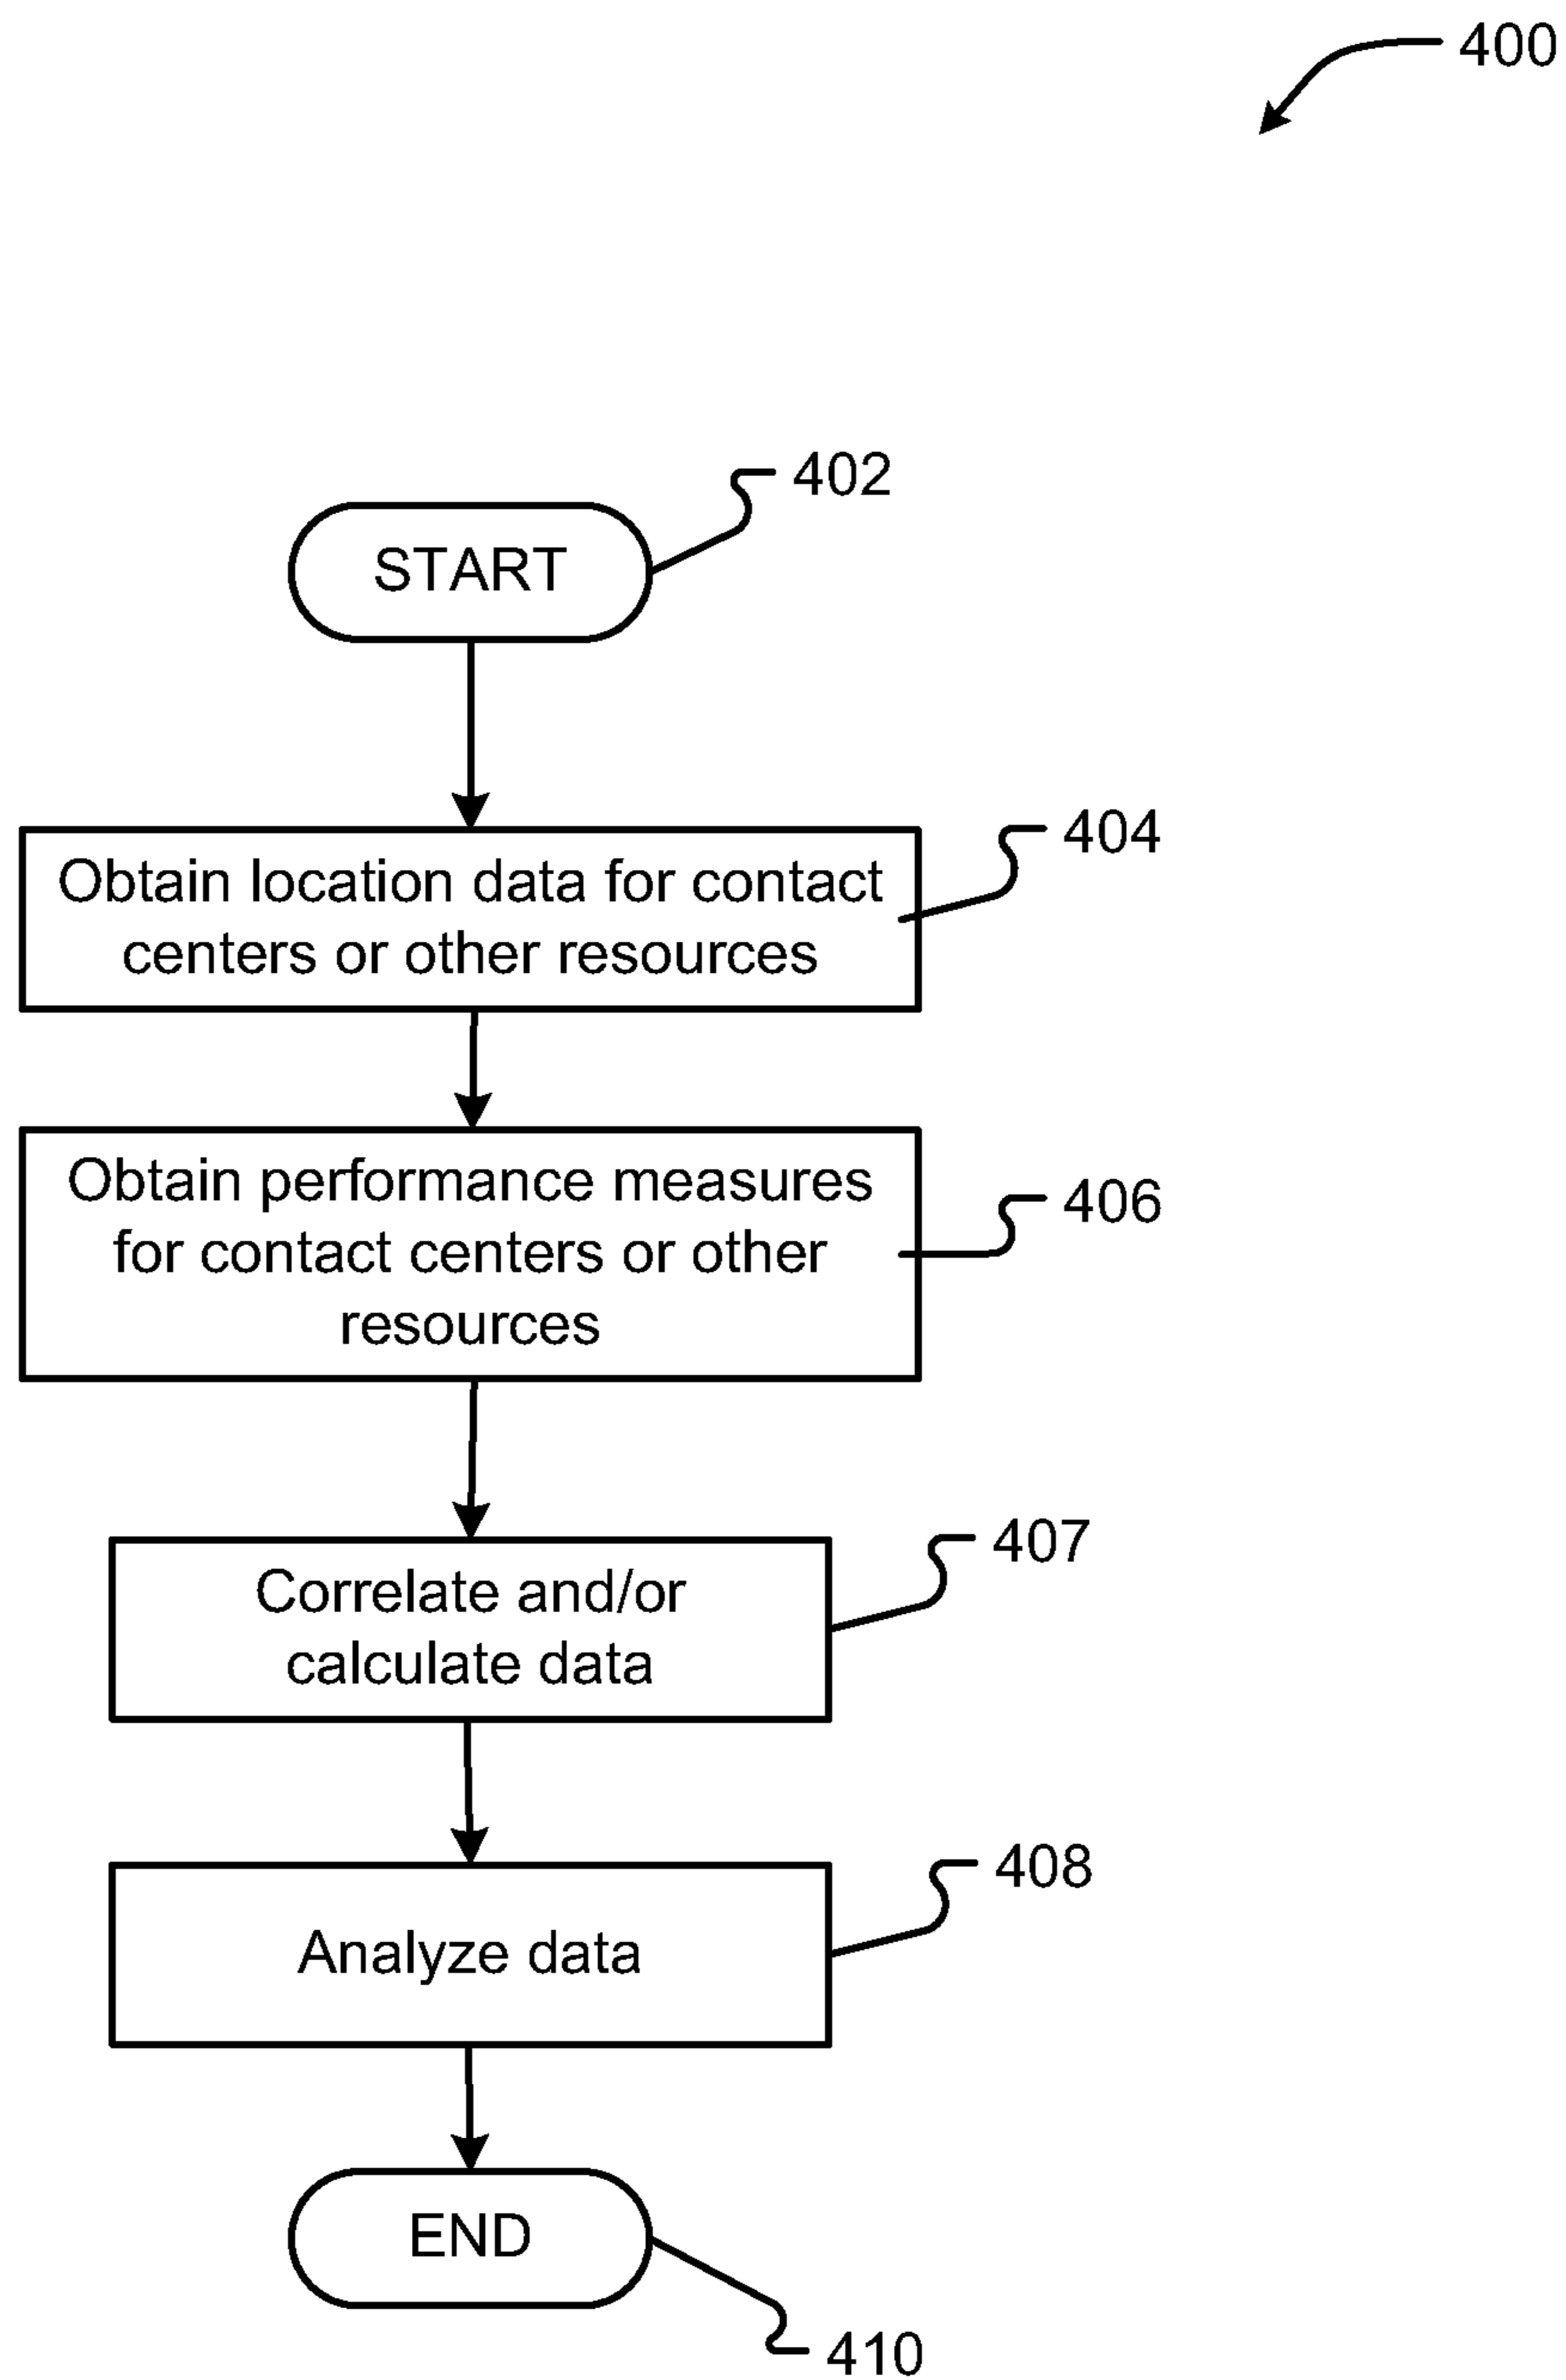 400
402
START
404
Obtain location data for contact
centers or other resources
406
Obtain performance measures
for contact centers or other
resources
407
Correlate and/or
calculate data
408
Analyze data
END
410